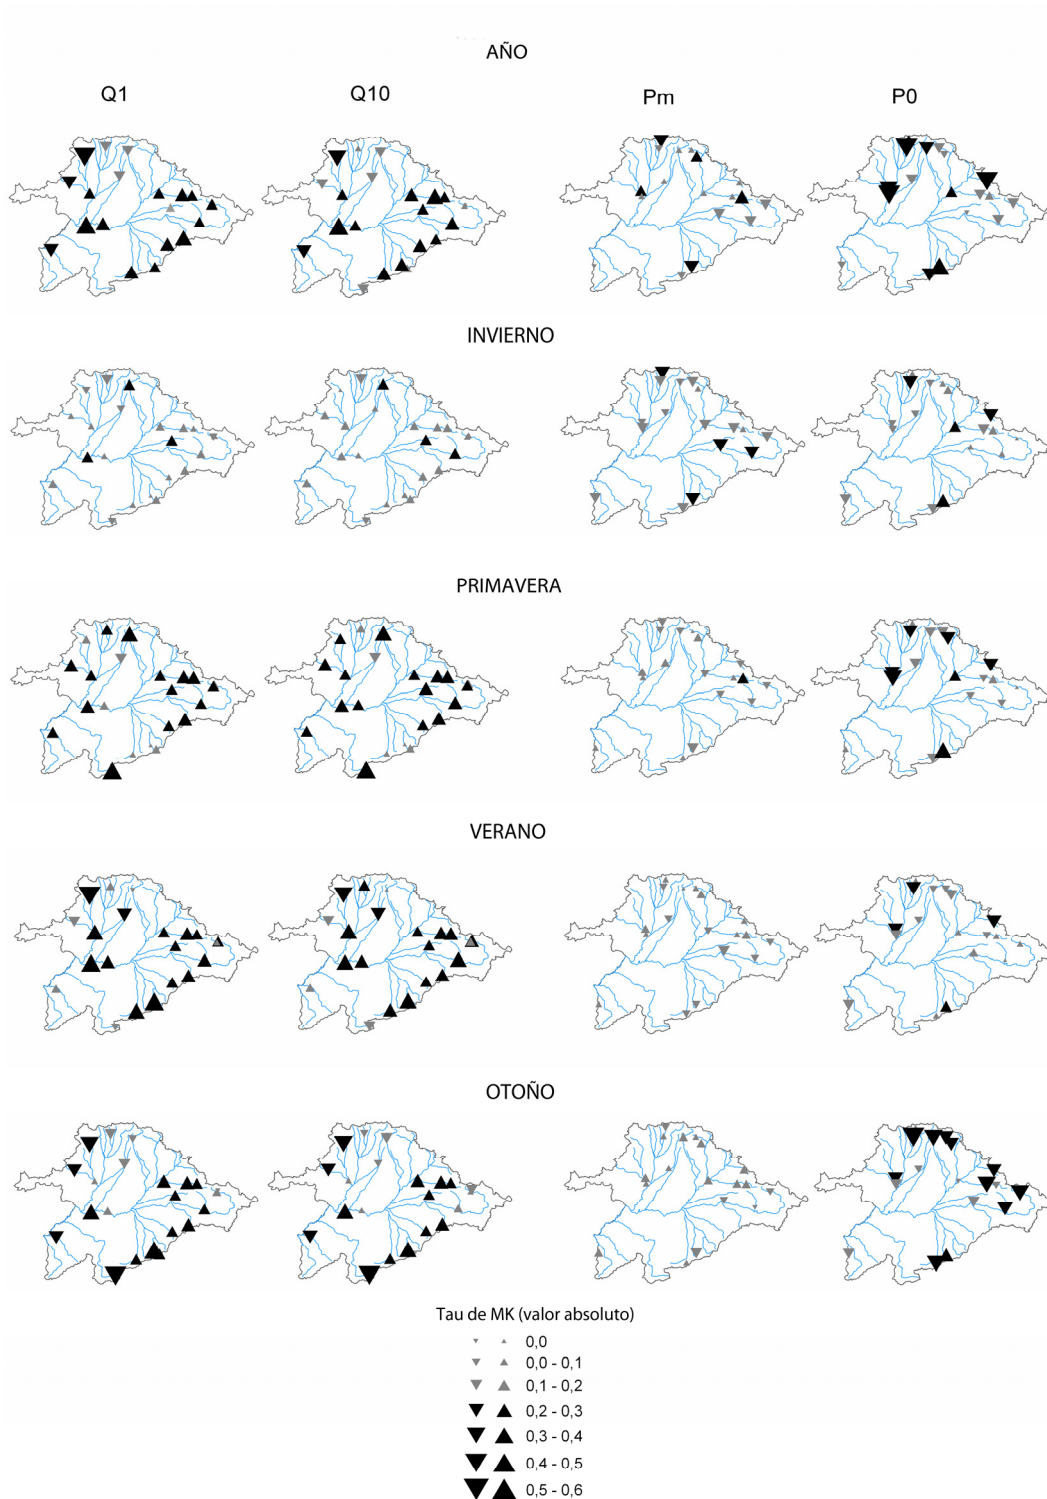 AÑO
Q1 Q10 Pm P0
INVIERNO
PRIMAVERA
VERANO
OTOÑO
Tau de MK (valor absoluto)
0,0
0,0 - 0,1
0,1 - 0,2
0,2 - 0,3
0,3 - 0,4
0,4 - 0,5
0,5 - 0,6